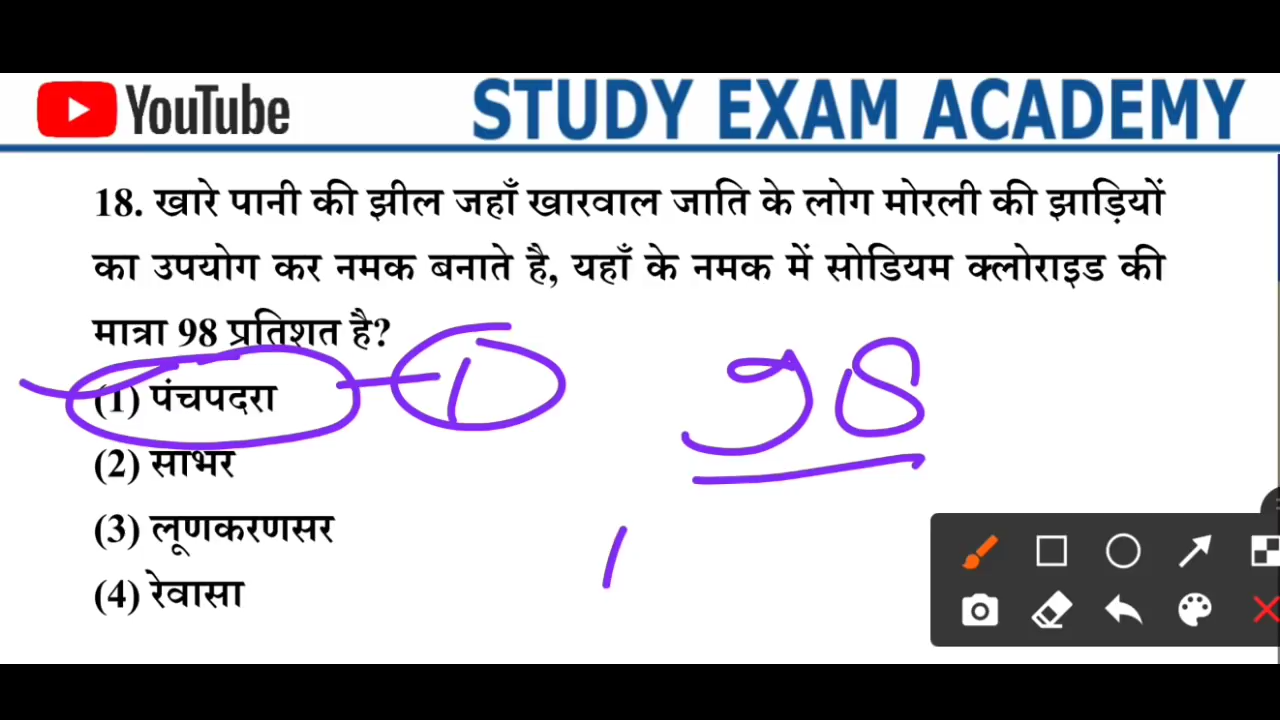 YouTube STUDY EXAM ACADEMY
18. खारे पानी की झील जहाँ खारवाल जाति के लोग मोरली की झाड़ियों
का उपयोग कर नमक बनाते है, यहाँ के नमक में सोडियम क्लोराइड की
मात्रा 98 प्रतिशत है?
(1) पंचपदरा 1 98
(2) साभर
(3) लूणकरणसर
(4) रेवासा